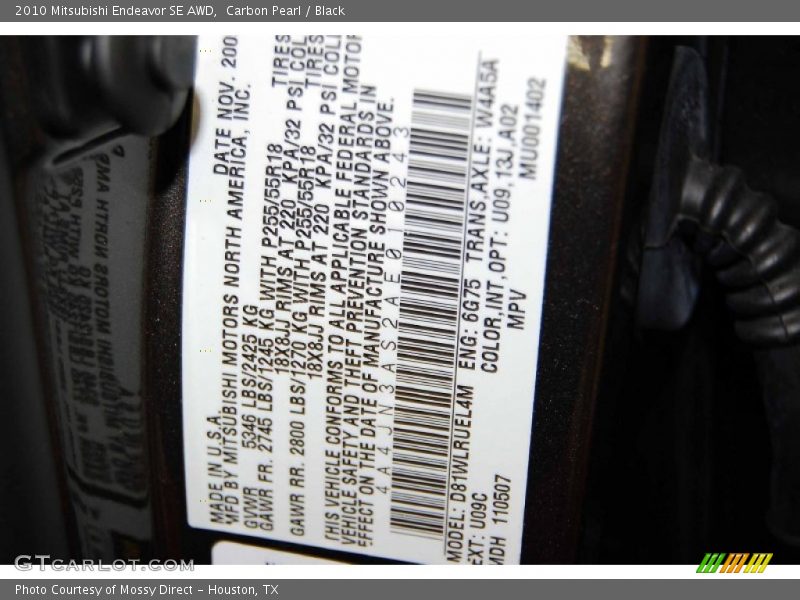 2010 Mitsubishi Endeavor SE AWD,  Carbon Pearl / Black
MADE IN U.S.A. DATE NOV. 200
MFD BY MITSUBISHI MOTORS NORTH AMERICA, INC.
GVWR 5346 LBS/2425 KG
GAWR FR. 2745 LBS/1245 KG WITH P255/55R18 TIRES
18X8JJ RIMS AT 220 KPA/32 PSI COL
GAWR RR. 2800 LBS/1270 KG WITH P255/55R18 TIRES
18X8JJ RIMS AT 220 KPA/32 PSI COL
THIS VEHICLE CONFORMS TO ALL APPLICABLE FEDERAL MOTOR
VEHICLE SAFETY AND THEFT PREVENTION STANDARDS IN
EFFECT ON THE DATE OF MANUFACTURE SHOWN ABOVE.
4A4JN3AS2AE010243
MODEL: D81WLRUEL4M ENG: 6G75 TRANS,AXLE: W4A5A
EXT: U09C COLOR,INT,OPT: U09,13J,A02
MDH 110507 MPV MU001402
GTcarlot.com
Photo Courtesy of Mossy Direct – Houston, TX